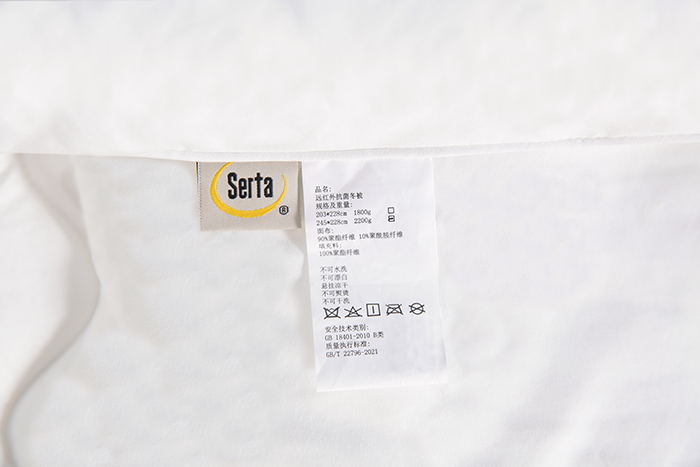 Serta
®
品名:
远红外抗菌冬被
规格及重量:
203*228cm 1800g
245*228cm 2200g
面布:
90%聚酯纤维 10%聚酰胺纤维
填充料:
100%聚酯纤维
不可水洗
不可漂白
悬挂凉干
不可熨烫
不可干洗
安全技术类别:
GB 18401-2010 B类
质量执行标准:
GB/T 22796-2021